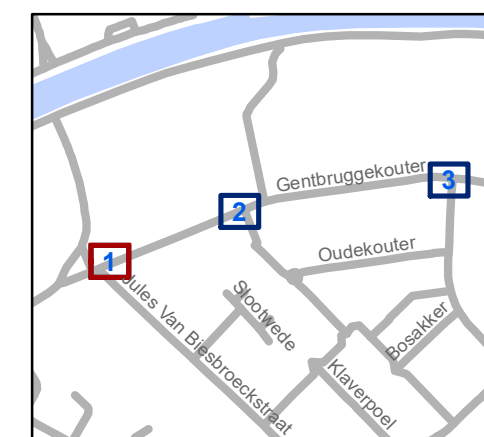 Gentbruggekouter
3
2
Oudekouter
1
Jules Van Biesbroeckstraat
Slootwede
Bosakker
Klaverpoel